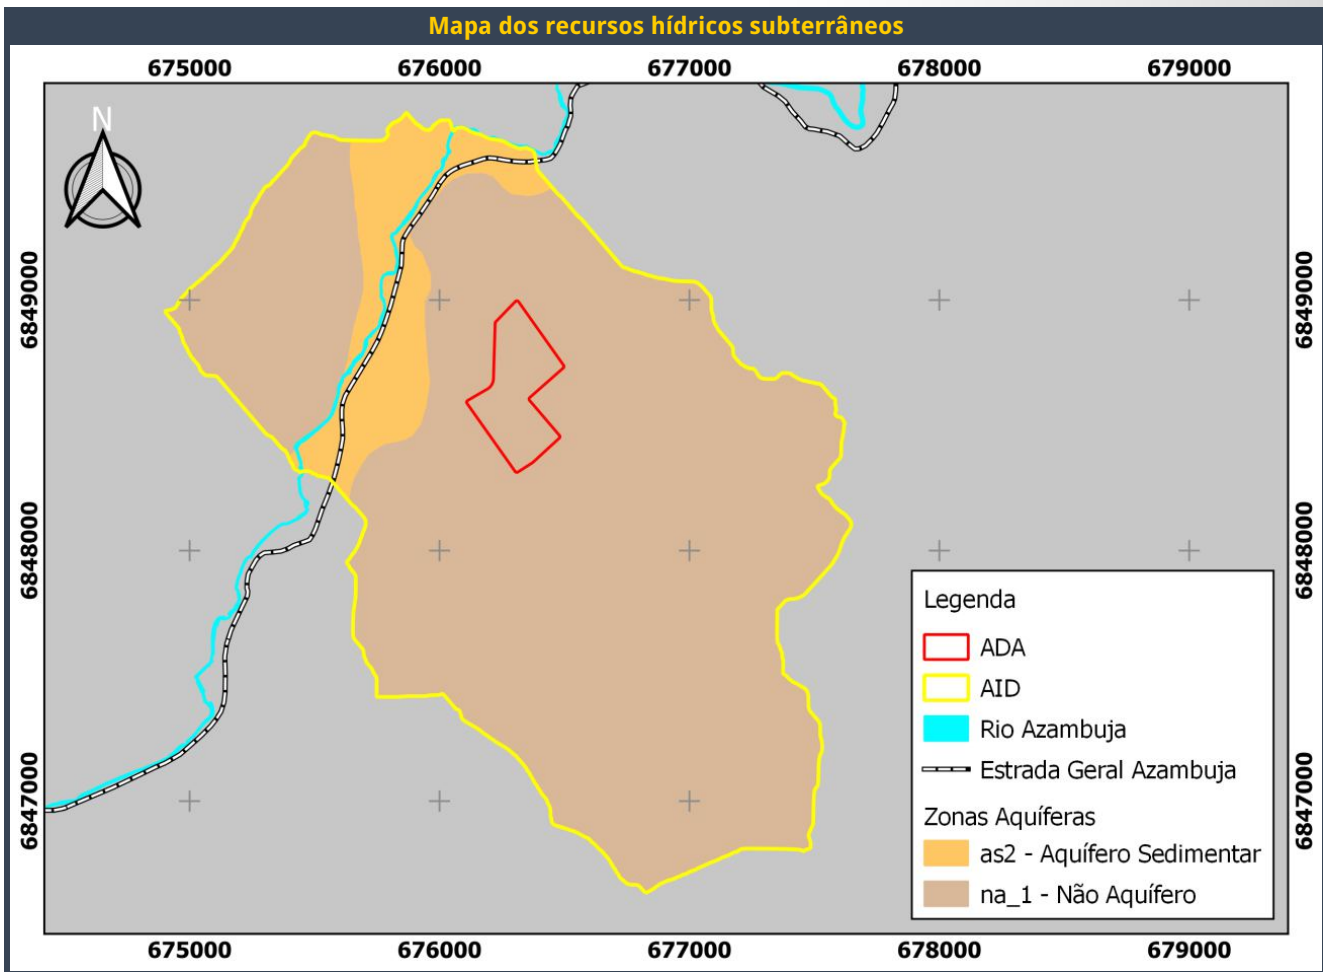 Mapa dos recursos hídricos subterrâneos
675000 676000 677000 678000 679000
N
6849000 6849000
6848000 6848000
6847000 6847000
Legenda
ADA
AID
Rio Azambuja
Estrada Geral Azambuja
Zonas Aquíferas
as2 - Aquífero Sedimentar
na_1 - Não Aquífero
675000 676000 677000 678000 679000